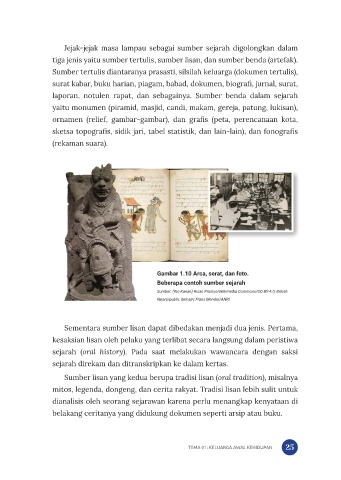 Jejak-jejak masa lampau sebagai sumber sejarah digolongkan dalam
tiga jenis yaitu sumber tertulis, sumber lisan, dan sumber benda (artefak).
Sumber tertulis diantaranya prasasti, silsilah keluarga (dokumen tertulis),
surat kabar, buku harian, piagam, babad, dokumen, biografi, jurnal, surat,
laporan, notulen rapat, dan sebagainya. Sumber benda dalam sejarah
yaitu monumen (piramid, masjid, candi, makam, gereja, patung, lukisan),
ornamen (relief, gambar-gambar), dan grafis (peta, perencanaan kota,
sketsa topografis, sidik jari, tabel statistik, dan lain-lain), dan fonografis
(rekaman suara).
Gambar 1.10 Arca, serat, dan foto.
Beberapa contoh sumber sejarah
Sementara sumber lisan dapat dibedakan menjadi dua jenis. Pertama,
kesaksian lisan oleh pelaku yang terlibat secara langsung dalam peristiwa
sejarah (oral history). Pada saat melakukan wawancara dengan saksi
sejarah direkam dan ditranskripkan ke dalam kertas.
Sumber lisan yang kedua berupa tradisi lisan (oral tradition), misalnya
mitos, legenda, dongeng, dan cerita rakyat. Tradisi lisan lebih sulit untuk
dianalisis oleh seorang sejarawan karena perlu menangkap kenyataan di
belakang ceritanya yang didukung dokumen seperti arsip atau buku.
TEMA 01: KELUARGA AWAL KEHIDUPAN 25